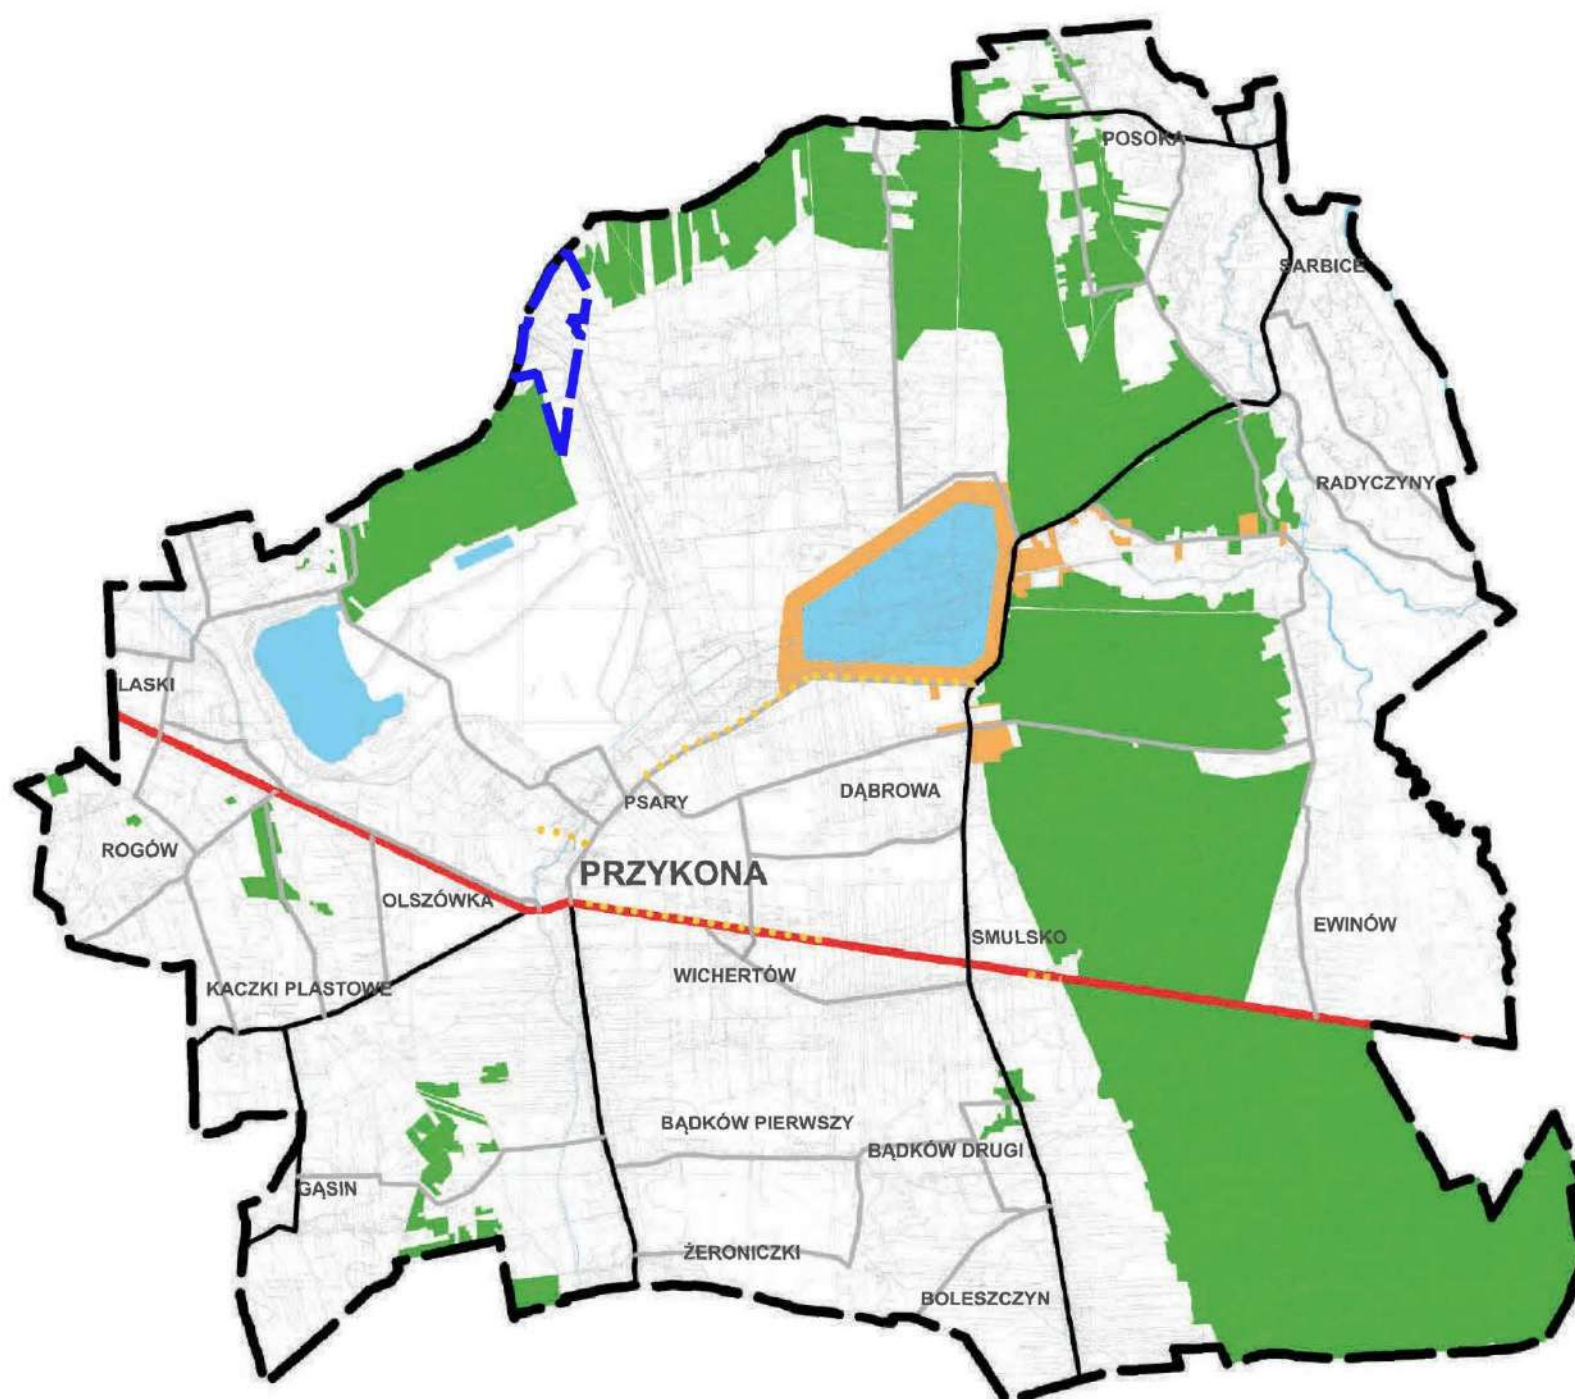 POSOKA
SARBICE
RADYCZYNY
LASKI
PSARY
DĄBROWA
ROGÓW
PRZYKONA
OLSZÓWKA
EWINÓW
SMULSKO
WICHERTÓW
KACZKI PLASTOWE
BĄDKÓW PIERWSZY
BĄDKÓW DRUGI
GĄSIN
ŻERONICZKI
BOLESZCZYN